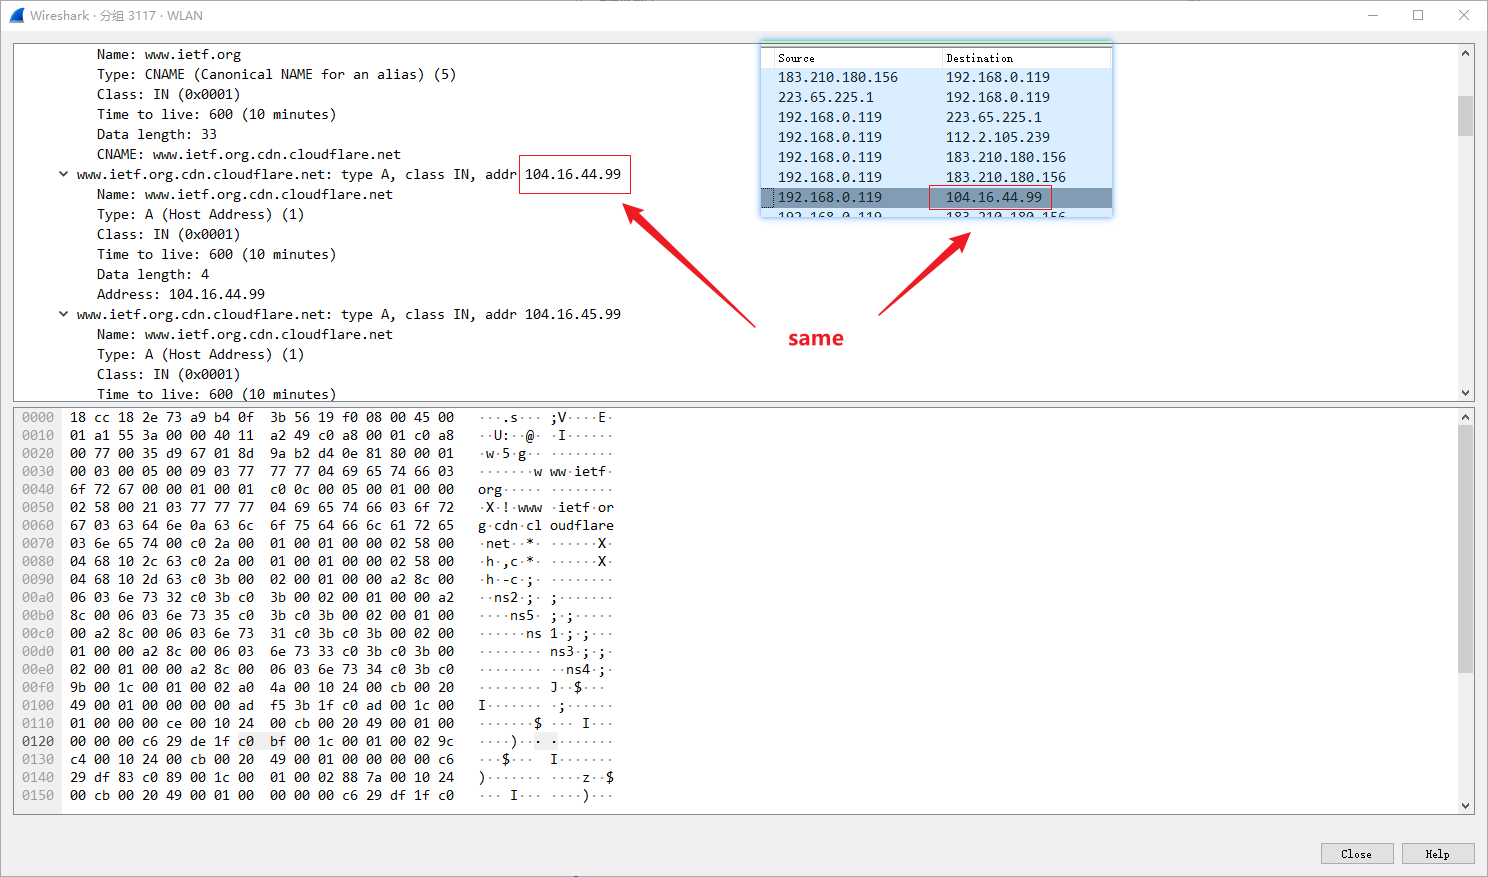 Wireshark · 分组 3117 · WLAN
Name: www.ietf.org
Type: CNAME (Canonical NAME for an alias) (5)
Class: IN (0x0001)
Time to live: 600 (10 minutes)
Data length: 33
CNAME: www.ietf.org.cdn.cloudflare.net
www.ietf.org.cdn.cloudflare.net: type A, class IN, addr 104.16.44.99
Name: www.ietf.org.cdn.cloudflare.net
Type: A (Host Address) (1)
Class: IN (0x0001)
Time to live: 600 (10 minutes)
Data length: 4
Address: 104.16.44.99
www.ietf.org.cdn.cloudflare.net: type A, class IN, addr 104.16.45.99
Name: www.ietf.org.cdn.cloudflare.net
Type: A (Host Address) (1)
Class: IN (0x0001)
Time to live: 600 (10 minutes)
Source Destination
183.210.180.156 192.168.0.119
223.65.225.1 192.168.0.119
192.168.0.119 223.65.225.1
192.168.0.119 112.2.105.239
192.168.0.119 183.210.180.156
192.168.0.119 183.210.180.156
192.168.0.119 104.16.44.99
192.168.0.119 183.210.180.156
same
0000 18 cc 18 2e 73 a9 b4 0f 3b 56 19 f0 08 00 45 00 ····.s·· ;V····E·
0010 01 a1 55 3a 00 00 40 11 a2 49 c0 a8 00 01 c0 a8 ··U:··@· ·I······
0020 00 77 00 35 d9 67 01 8d 9a b2 d4 0e 81 80 00 01 ·w·5·g·· ········
0030 00 03 00 05 00 09 03 77 77 77 04 69 65 74 66 03 ·······w ww·ietf·
0040 6f 72 67 00 00 01 00 01 c0 0c 00 05 00 01 00 00 org····· ········
0050 02 58 00 21 03 77 77 77 04 69 65 74 66 03 6f 72 ·X·!·www ·ietf·or
0060 67 03 63 64 6e 0a 63 6c 6f 75 64 66 6c 61 72 65 g·cdn·cl oudflare
0070 03 6e 65 74 00 c0 2a 00 01 00 01 00 00 02 58 00 ·net··*· ······X·
0080 04 68 10 2c 63 c0 2a 00 01 00 01 00 00 02 58 00 ·h·,c·*· ······X·
0090 04 68 10 2d 63 c0 3b 00 02 00 01 00 00 a2 8c 00 ·h·-c·;· ········
00a0 06 03 6e 73 32 c0 3b c0 3b 00 02 00 01 00 00 a2 ··ns2·;· ;·······
00b0 8c 00 06 03 6e 73 35 c0 3b c0 3b 00 02 00 01 00 ····ns5· ;·;·····
00c0 00 a2 8c 00 06 03 6e 73 31 c0 3b c0 3b 00 02 00 ······ns 1·;·;···
00d0 01 00 00 a2 8c 00 06 03 6e 73 33 c0 3b c0 3b 00 ········ ns3·;·;·
00e0 02 00 01 00 00 a2 8c 00 06 03 6e 73 34 c0 3b c0 ········ ··ns4·;·
00f0 9b 00 1c 00 01 00 02 a0 4a 00 10 24 00 cb 00 20 ········ J··$···
0100 49 00 01 00 00 00 00 ad f5 3b 1f c0 ad 00 1c 00 I······· ·;······
0110 01 00 00 00 ce 00 10 24 00 cb 00 20 49 00 01 00 ·······$ ··· I···
0120 00 00 00 c6 29 de 1f c0 bf 00 1c 00 01 00 02 9c ····)··· ········
0130 c4 00 10 24 00 cb 00 20 49 00 01 00 00 00 00 c6 ···$··· I·······
0140 29 df 83 c0 89 00 1c 00 01 00 02 88 7a 00 10 24 )······· ····z··$
0150 00 cb 00 20 49 00 01 00 00 00 00 c6 29 df 1f c0 ··· I··· ····)···
Close Help